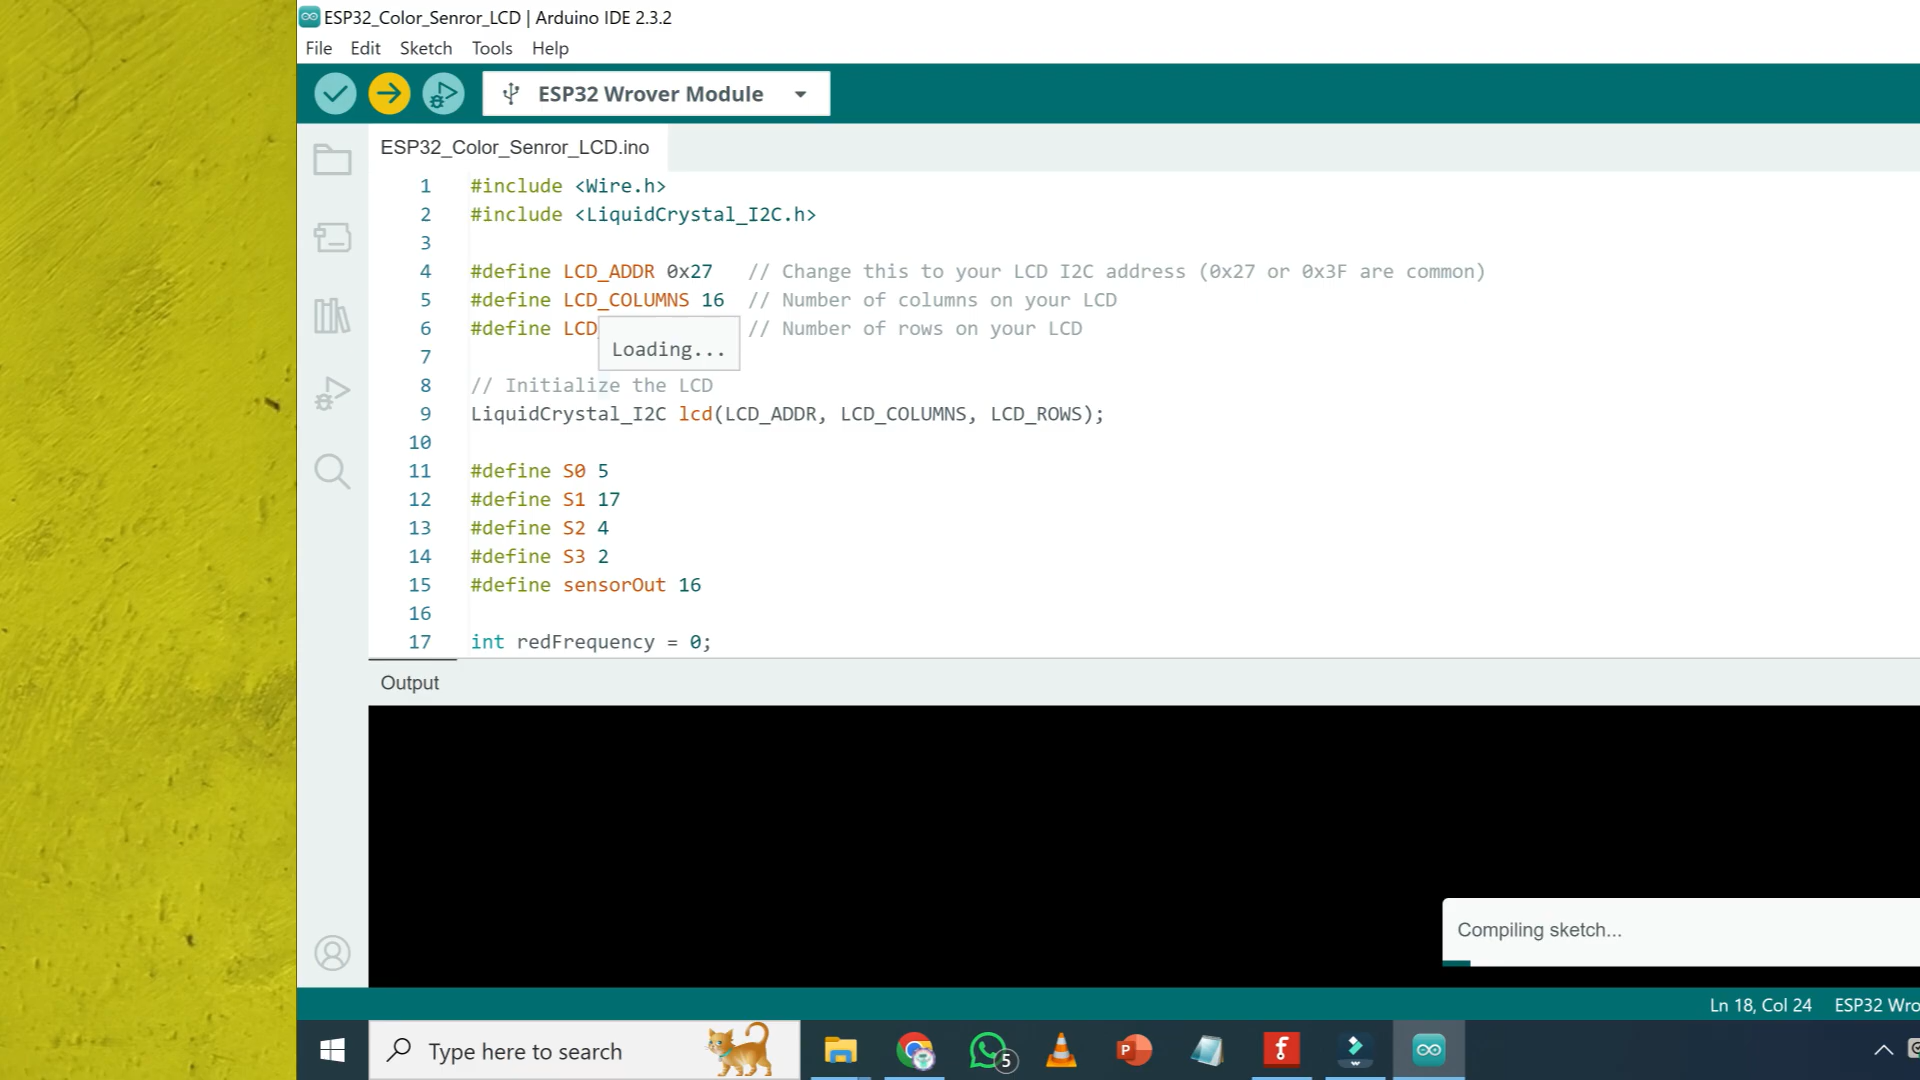 ESP32_Color_Senror_LCD | Arduino IDE 2.3.2
File Edit Sketch Tools Help
ESP32 Wrover Module
ESP32_Color_Senror_LCD.ino
1 #include <Wire.h>
2 #include <LiquidCrystal_I2C.h>
3
4 #define LCD_ADDR 0x27 // Change this to your LCD I2C address (0x27 or 0x3F are common)
5 #define LCD_COLUMNS 16 // Number of columns on your LCD
6 #define LCD // Number of rows on your LCD
Loading...
7
8 // Initialize the LCD
9 LiquidCrystal_I2C lcd(LCD_ADDR, LCD_COLUMNS, LCD_ROWS);
10
11 #define S0 5
12 #define S1 17
13 #define S2 4
14 #define S3 2
15 #define sensorOut 16
16
17 int redFrequency = 0;
Output
Compiling sketch...
Ln 18, Col 24 ESP32 Wro
Type here to search
5